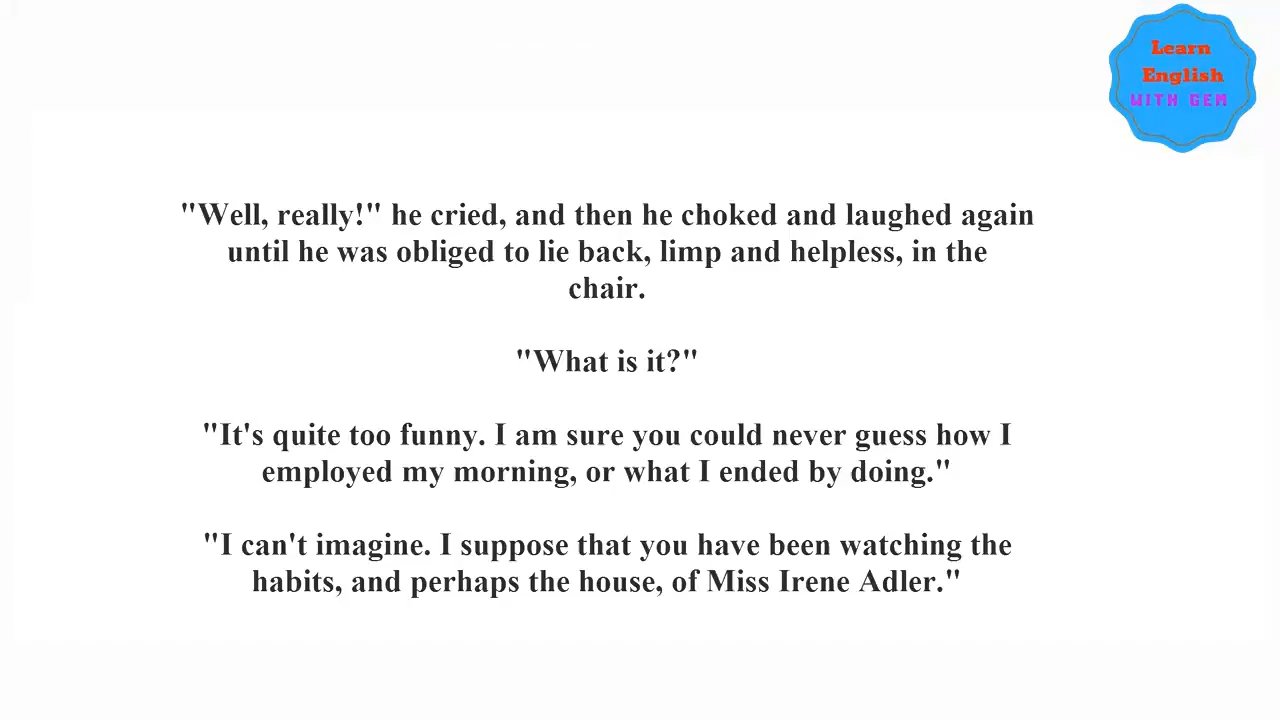 Learn
English
WITH GEM
"Well, really!" he cried, and then he choked and laughed again
until he was obliged to lie back, limp and helpless, in the
chair.
"What is it?"
"It's quite too funny. I am sure you could never guess how I
employed my morning, or what I ended by doing."
"I can't imagine. I suppose that you have been watching the
habits, and perhaps the house, of Miss Irene Adler."